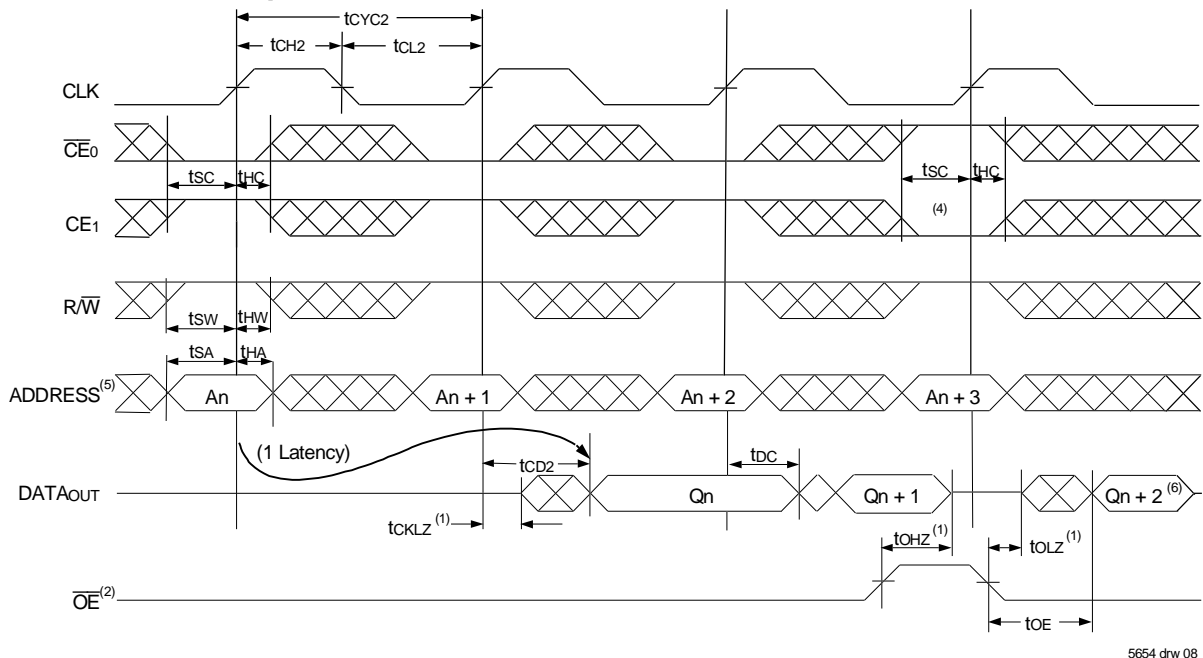 tCYC2
tCH2
tCL2
CLK
CE0
tSC
tHC
tSC
tHC
(4)
CE1
R/W
tSW
tHW
tSA
tHA
ADDRESS(5)
An
An + 1
An + 2
An + 3
(1 Latency)
tCD2
tDC
DATAOUT
Qn
Qn + 1
Qn + 2 (6)
tCKLZ (1)
tOHZ (1)
tOLZ (1)
OE(2)
tOE
5654 drw 08